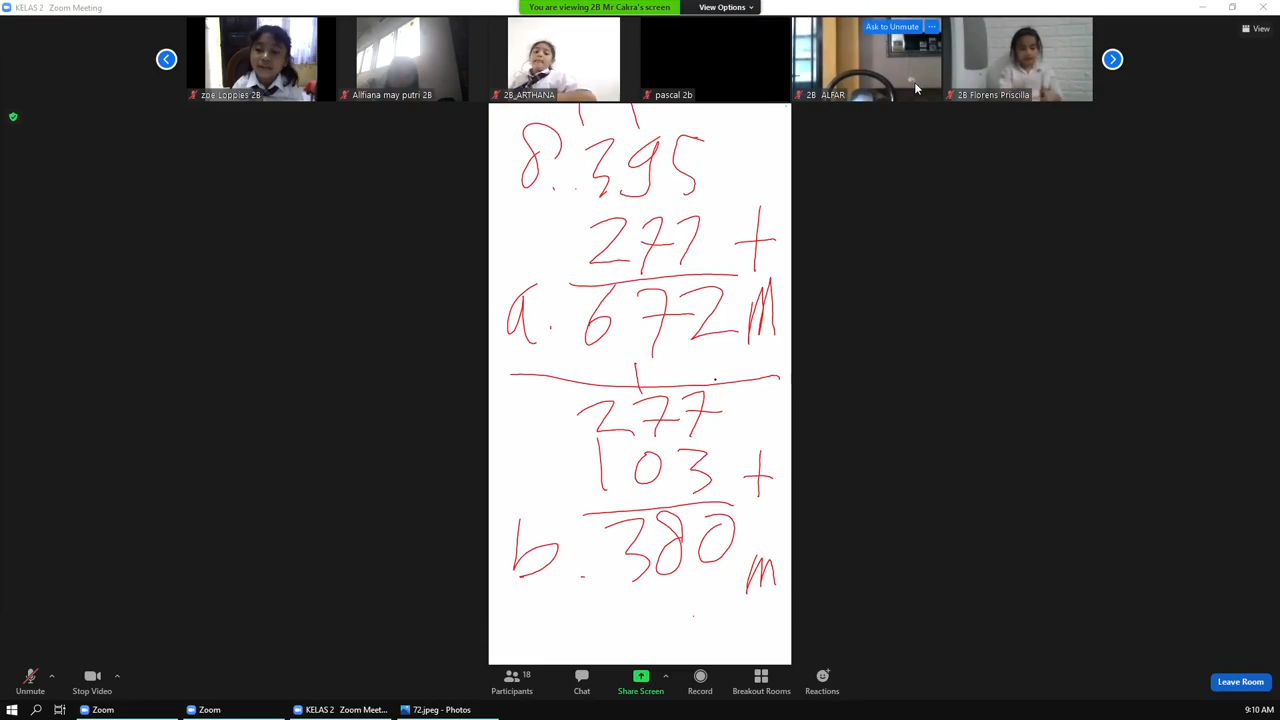 KELAS 2 Zoom Meeting
You are viewing 2B Mr Cakra's screen
View Options
Ask to Unmute
...
View
zoe Loppies 2B
Allfiana may putri 2B
2B_ARTHANA
pascal 2b
2B_ALFAR
2B Florens Priscilla
8. 395
277 +
a. 672 M
277
103 +
b. 380 m
Unmute
Stop Video
18
Participants
Chat
Share Screen
Record
Breakout Rooms
Reactions
Leave Room
Zoom
Zoom
KELAS 2 Zoom Meet...
72.jpeg - Photos
9:10 AM